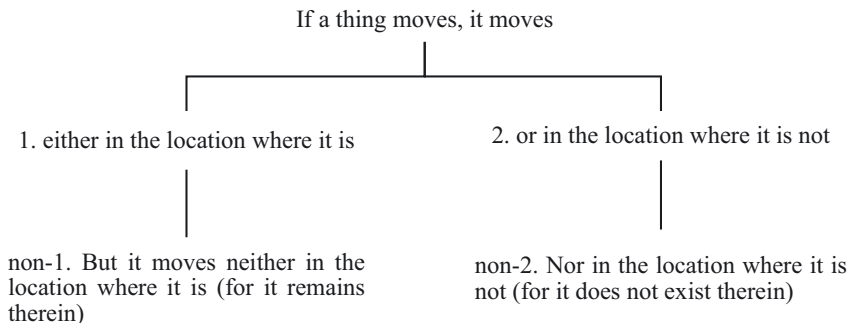 If a thing moves, it moves
1. either in the location where it is
2. or in the location where it is not
non-1. But it moves neither in the
location where it is (for it remains
therein)
non-2. Nor in the location where it is
not (for it does not exist therein)